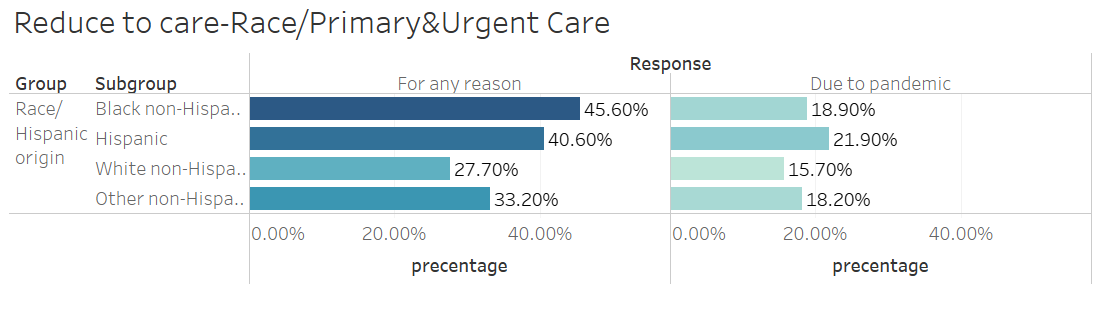 Reduce to care-Race/Primary&Urgent Care
Response
Group Subgroup For any reason Due to pandemic
Race/ Hispanic origin
Black non-Hispa.. 45.60% 18.90%
Hispanic 40.60% 21.90%
White non-Hispa.. 27.70% 15.70%
Other non-Hispa.. 33.20% 18.20%
0.00% 20.00% 40.00% 0.00% 20.00% 40.00%
precentage precentage